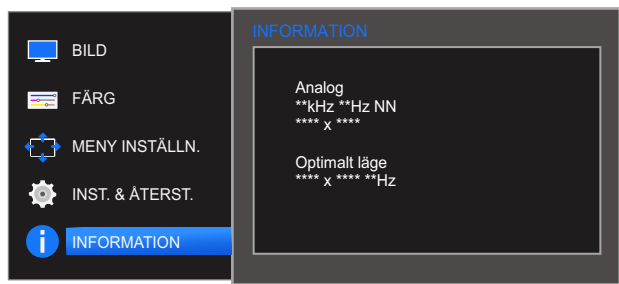 BILD
FÄRG
MENY INSTÄLLN.
INST. & ÅTERST.
INFORMATION
INFORMATION
Analog
**kHz **Hz NN
**** x ****
Optimalt läge
**** x **** **Hz